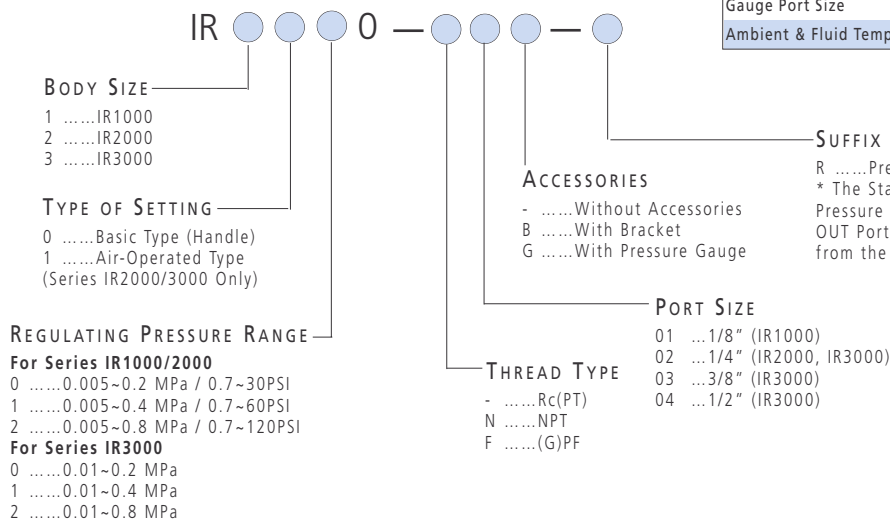 Gauge Port Size
Ambient & Fluid Temp
IR 0 — —
BODY SIZE
1 ……IR1000
2 ……IR2000
3 ……IR3000
TYPE OF SETTING
0 ……Basic Type (Handle)
1 ……Air-Operated Type
(Series IR2000/3000 Only)
REGULATING PRESSURE RANGE
For Series IR1000/2000
0 ……0.005~0.2 MPa / 0.7~30PSI
1 ……0.005~0.4 MPa / 0.7~60PSI
2 ……0.005~0.8 MPa / 0.7~120PSI
For Series IR3000
0 ……0.01~0.2 MPa
1 ……0.01~0.4 MPa
2 ……0.01~0.8 MPa
THREAD TYPE
- ……Rc(PT)
N ……NPT
F ……(G)PF
PORT SIZE
01 …1/8” (IR1000)
02 …1/4” (IR2000, IR3000)
03 …3/8” (IR3000)
04 …1/2” (IR3000)
ACCESSORIES
- ……Without Accessories
B ……With Bracket
G ……With Pressure Gauge
SUFFIX
R ……Pre
* The Sta
Pressure
OUT Port
from the